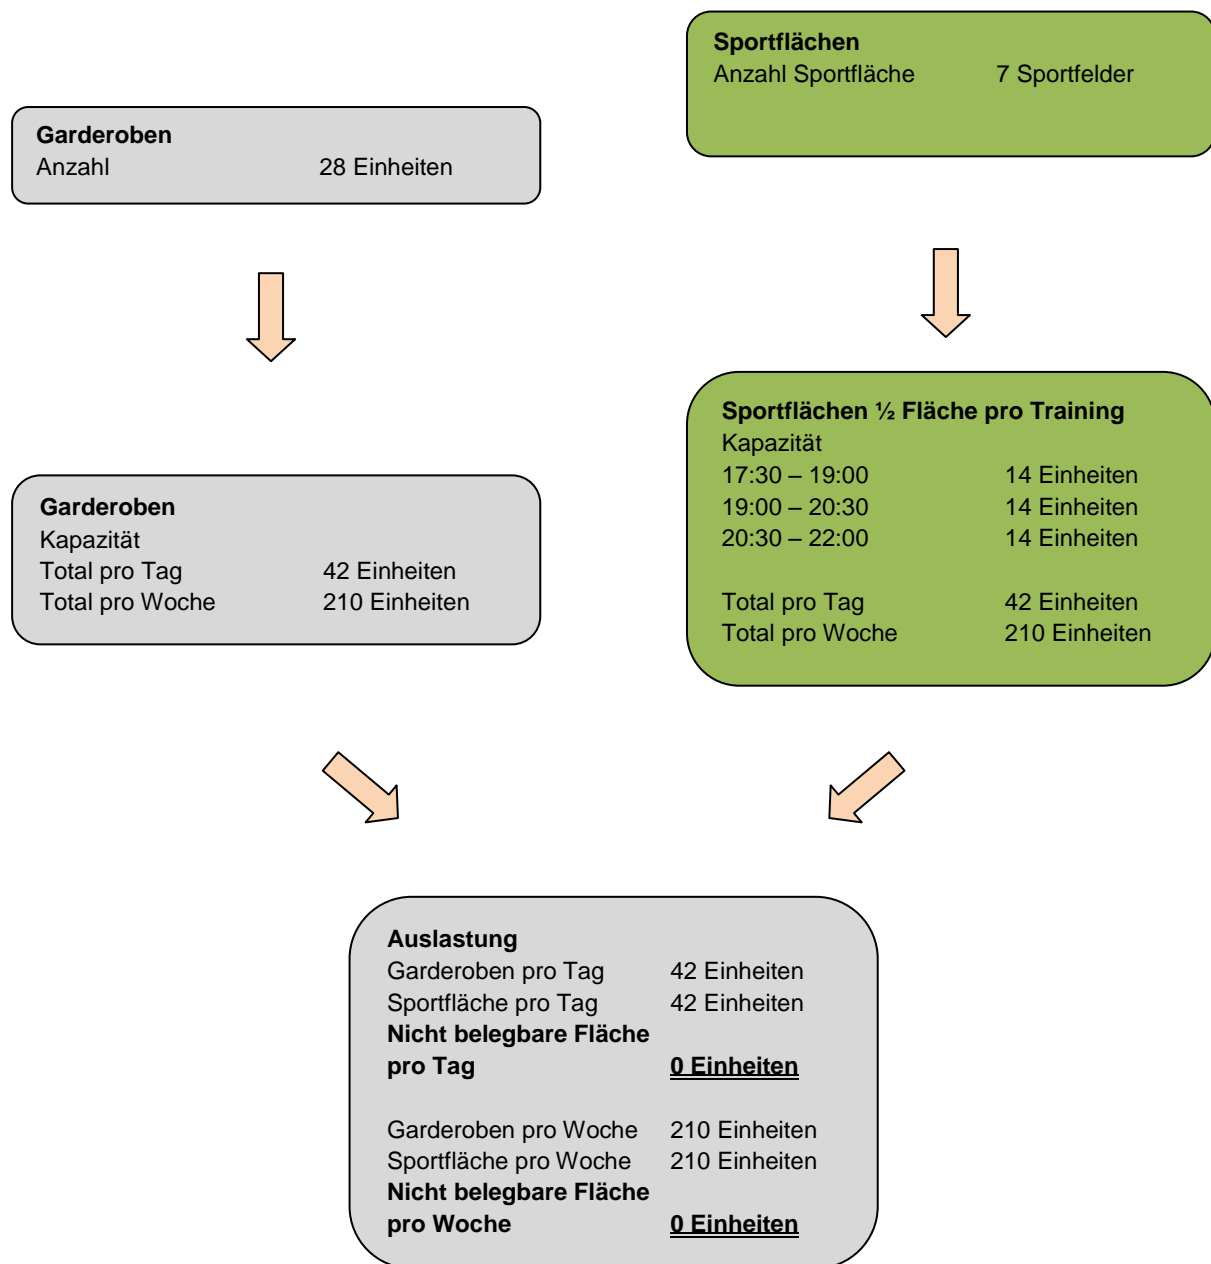 Sportflächen
Anzahl Sportfläche 7 Sportfelder
Garderoben
Anzahl 28 Einheiten
Sportflächen ½ Fläche pro Training
Kapazität
17:30 – 19:00 14 Einheiten
19:00 – 20:30 14 Einheiten
20:30 – 22:00 14 Einheiten
Total pro Tag 42 Einheiten
Total pro Woche 210 Einheiten
Garderoben
Kapazität
Total pro Tag 42 Einheiten
Total pro Woche 210 Einheiten
Auslastung
Garderoben pro Tag 42 Einheiten
Sportfläche pro Tag 42 Einheiten
Nicht belegbare Fläche
pro Tag 0 Einheiten
Garderoben pro Woche 210 Einheiten
Sportfläche pro Woche 210 Einheiten
Nicht belegbare Fläche
pro Woche 0 Einheiten